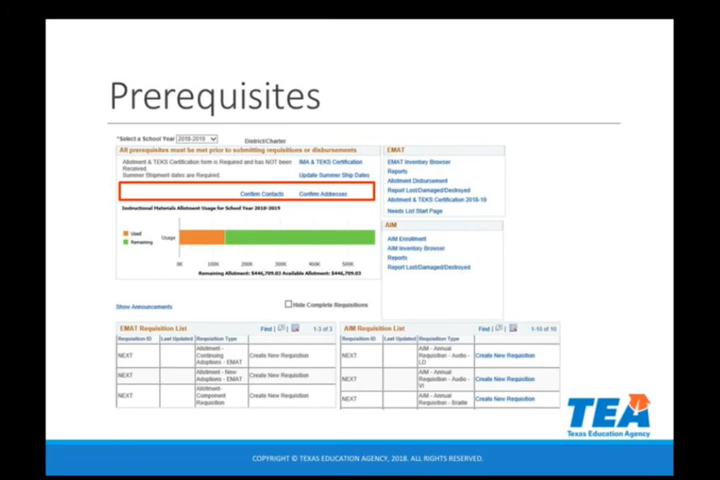 Prerequisites
*Select a School Year 2018-2019 District/Charter
All prerequisites must be met prior to submitting requisitions or disbursements
Allotment & TEKS Certification form is Required and has NOT been Received. IMA & TEKS Certification
Summer Shipment dates are Required. Update Summer Ship Dates
Confirm Contacts Confirm Addresses
Instructional Materials Allotment Usage for School Year 2018-2019
Used
Remaining
Usage
0K 100K 200K 300K 400K 500K
Remaining Allotment: $446,709.03 Available Allotment: $446,709.03
EMAT
EMAT Inventory Browser
Reports
Allotment Disbursement
Report Lost/Damaged/Destroyed
Allotment & TEKS Certification 2018-19
Needs List Start Page
AIM
AIM Enrollment
AIM Inventory Browser
Reports
Report Lost/Damaged/Destroyed
Show Announcements
Hide Complete Requisitions
EMAT Requisition List Find | 1-3 of 3
Requisition ID Last Updated Requisition Type
NEXT Allotment - Continuing Adoptions - EMAT Create New Requisition
NEXT Allotment - New Adoptions - EMAT Create New Requisition
NEXT Allotment- Component Requisition Create New Requisition
AIM Requisition List Find | 1-10 of 10
Requisition ID Last Updated Requisition Type
NEXT AIM - Annual Requisition - Audio - LD Create New Requisition
NEXT AIM - Annual Requisition - Audio - VI Create New Requisition
NEXT AIM - Annual Requisition - Braille Create New Requisition
TEA
Texas Education Agency
COPYRIGHT © TEXAS EDUCATION AGENCY, 2018. ALL RIGHTS RESERVED.